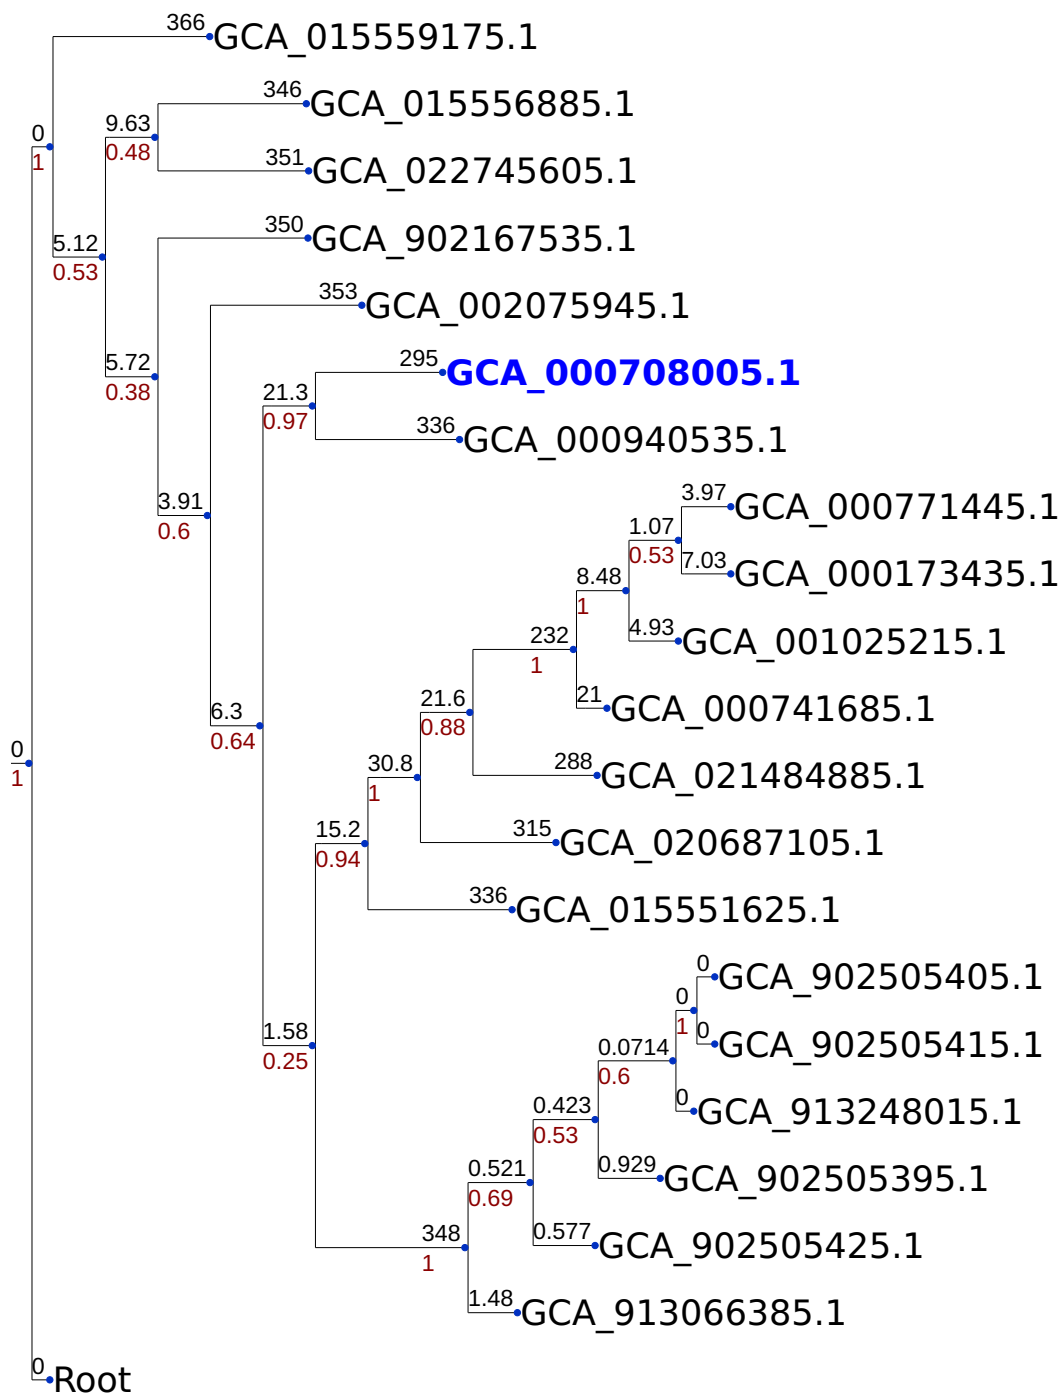 366 GCA_015559175.1
346 GCA_015556885.1
0 9.63
1 0.48
351 GCA_022745605.1
5.12 350 GCA_902167535.1
0.53
353 GCA_002075945.1
5.72 295 GCA_000708005.1
0.38 21.3
0.97 336 GCA_000940535.1
3.91 3.97 GCA_000771445.1
0.6 1.07
0.53 7.03 GCA_000173435.1
8.48
1 4.93 GCA_001025215.1
232
1
21 GCA_000741685.1
6.3 21.6
0.64 0.88
0 30.8 288 GCA_021484885.1
1 1
15.2 315 GCA_020687105.1
0.94
336 GCA_015551625.1
0 GCA_902505405.1
0
1
1.58 0 GCA_902505415.1
0.25 0.0714
0.6
0.423 0 GCA_913248015.1
0.53
0.521 0.929 GCA_902505395.1
0.69
348 0.577 GCA_902505425.1
1
1.48 GCA_913066385.1
0 Root